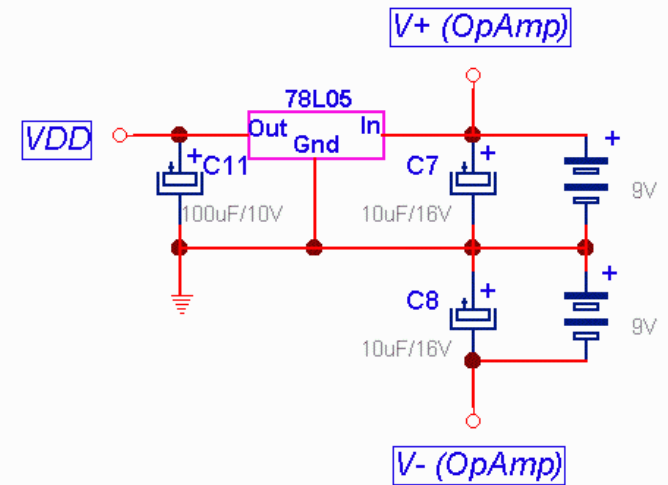 V+ (OpAmp)
78L05
VDD
Out
In
Gnd
+
C11
100uF/10V
C7
+
10uF/16V
+
9V
C8
+
10uF/16V
+
9V
V- (OpAmp)